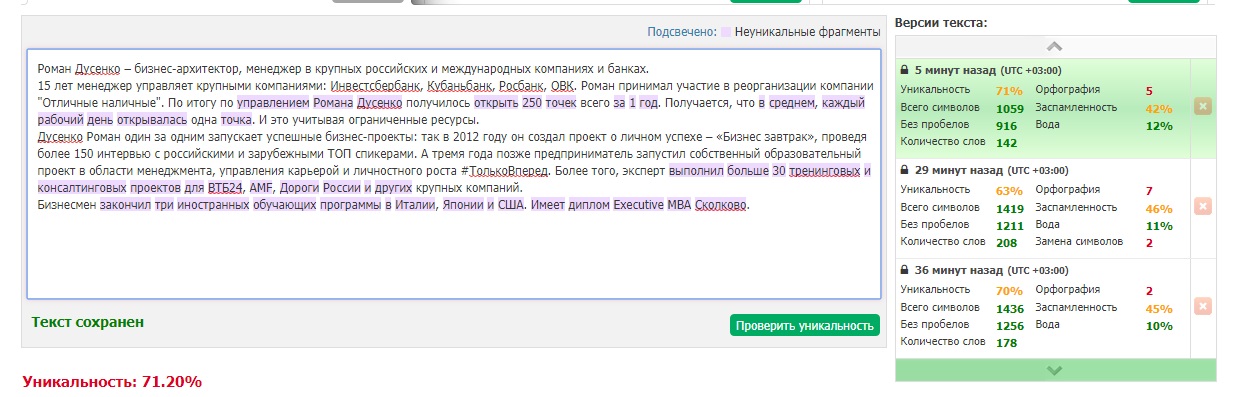 Подсвечено: Неуникальные фрагменты
Роман Дусенко – бизнес-архитектор, менеджер в крупных российских и международных компаниях и банках.
15 лет менеджер управляет крупными компаниями: Инвестсбербанк, Кубаньбанк, Росбанк, ОВК. Роман принимал участие в реорганизации компании
"Отличные наличные". По итогу по управлением Романа Дусенко получилось открыть 250 точек всего за 1 год. Получается, что в среднем, каждый
рабочий день открывалась одна точка. И это учитывая ограниченные ресурсы.
Дусенко Роман один за одним запускает успешные бизнес-проекты: так в 2012 году он создал проект о личном успехе – «Бизнес завтрак», проведя
более 150 интервью с российскими и зарубежными ТОП спикерами. А тремя года позже предприниматель запустил собственный образовательный
проект в области менеджмента, управления карьерой и личностного роста #ТолькоВперед. Более того, эксперт выполнил больше 30 тренинговых и
консалтинговых проектов для ВТБ24, AMF, Дороги России и других крупных компаний.
Бизнесмен закончил три иностранных обучающих программы в Италии, Японии и США. Имеет диплом Executive MBA Сколково.
Текст сохранен
Проверить уникальность
Уникальность: 71.20%
Версии текста:
5 минут назад (UTC +03:00)
Уникальность 71% Орфография 5
Всего символов 1059 Заспамленность 42%
Без пробелов 916 Вода 12%
Количество слов 142
29 минут назад (UTC +03:00)
Уникальность 63% Орфография 7
Всего символов 1419 Заспамленность 46%
Без пробелов 1211 Вода 11%
Количество слов 208 Замена символов 2
36 минут назад (UTC +03:00)
Уникальность 70% Орфография 2
Всего символов 1436 Заспамленность 45%
Без пробелов 1256 Вода 10%
Количество слов 178